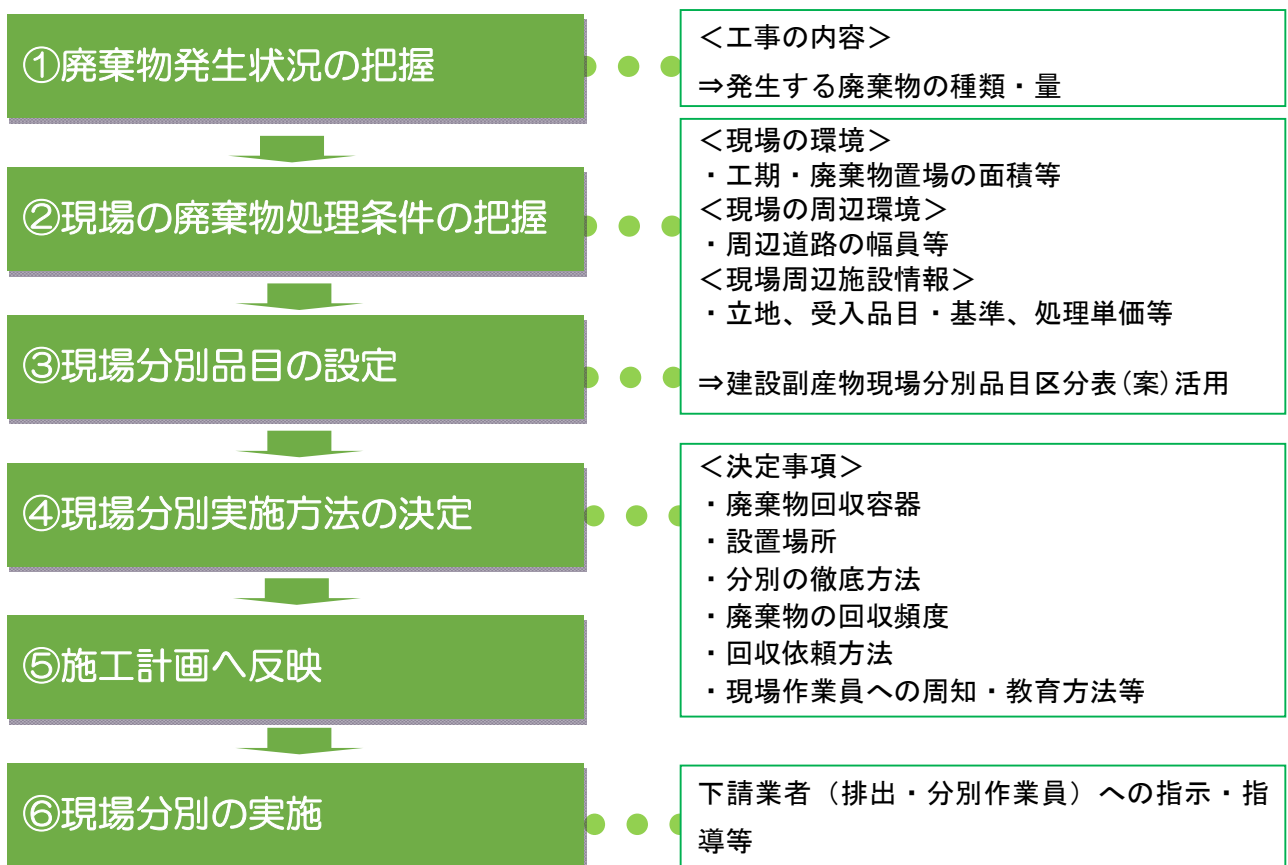 ①廃棄物発生状況の把握
＜工事の内容＞
⇒発生する廃棄物の種類・量
②現場の廃棄物処理条件の把握
＜現場の環境＞
・工期・廃棄物置場の面積等
＜現場の周辺環境＞
・周辺道路の幅員等
＜現場周辺施設情報＞
・立地、受入品目・基準、処理単価等
③現場分別品目の設定
⇒建設副産物現場分別品目区分表(案)活用
④現場分別実施方法の決定
＜決定事項＞
・廃棄物回収容器
・設置場所
・分別の徹底方法
・廃棄物の回収頻度
・回収依頼方法
・現場作業員への周知・教育方法等
⑤施工計画へ反映
⑥現場分別の実施
下請業者（排出・分別作業員）への指示・指
導等